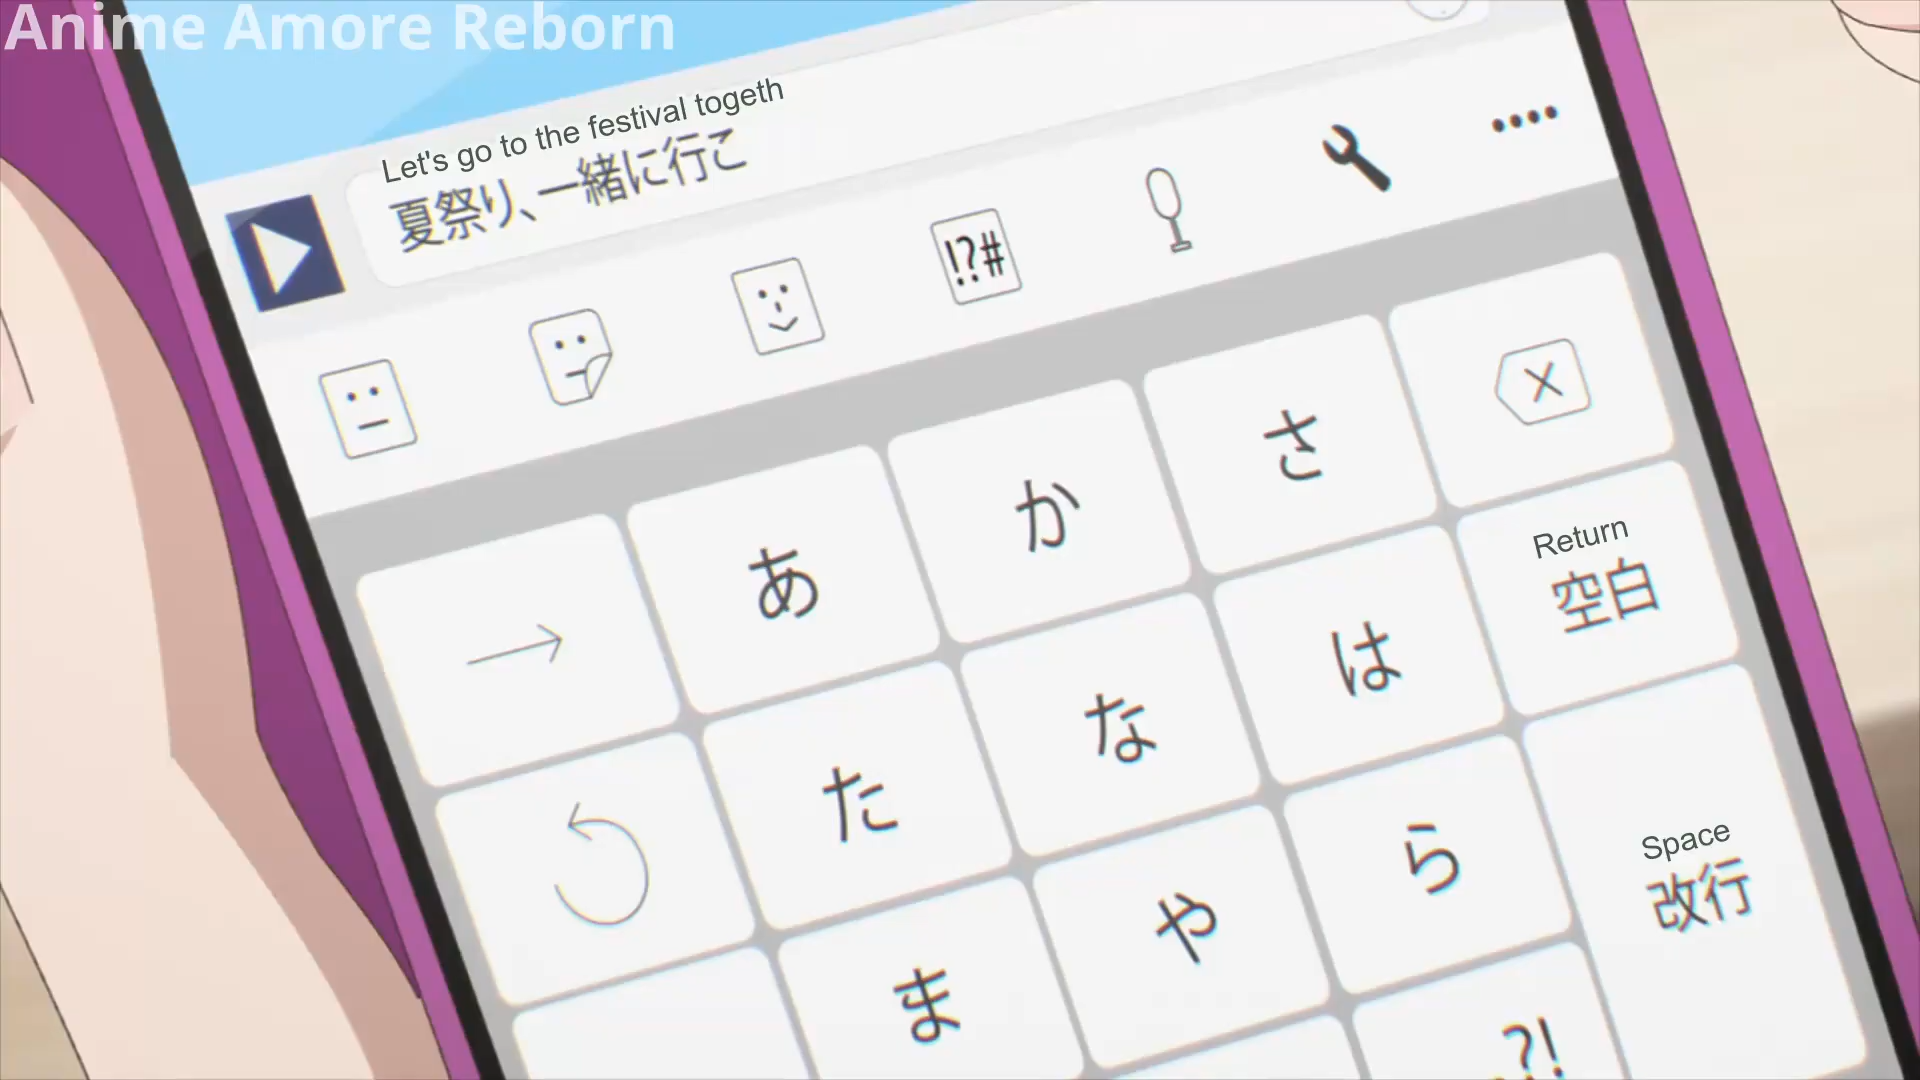 Anime Amore Reborn
Let's go to the festival togeth
夏祭り、一緒に行こ
!?#
さ
か
あ
Return
空白
は
な
た
Space
改行
ら
や
ま
?!